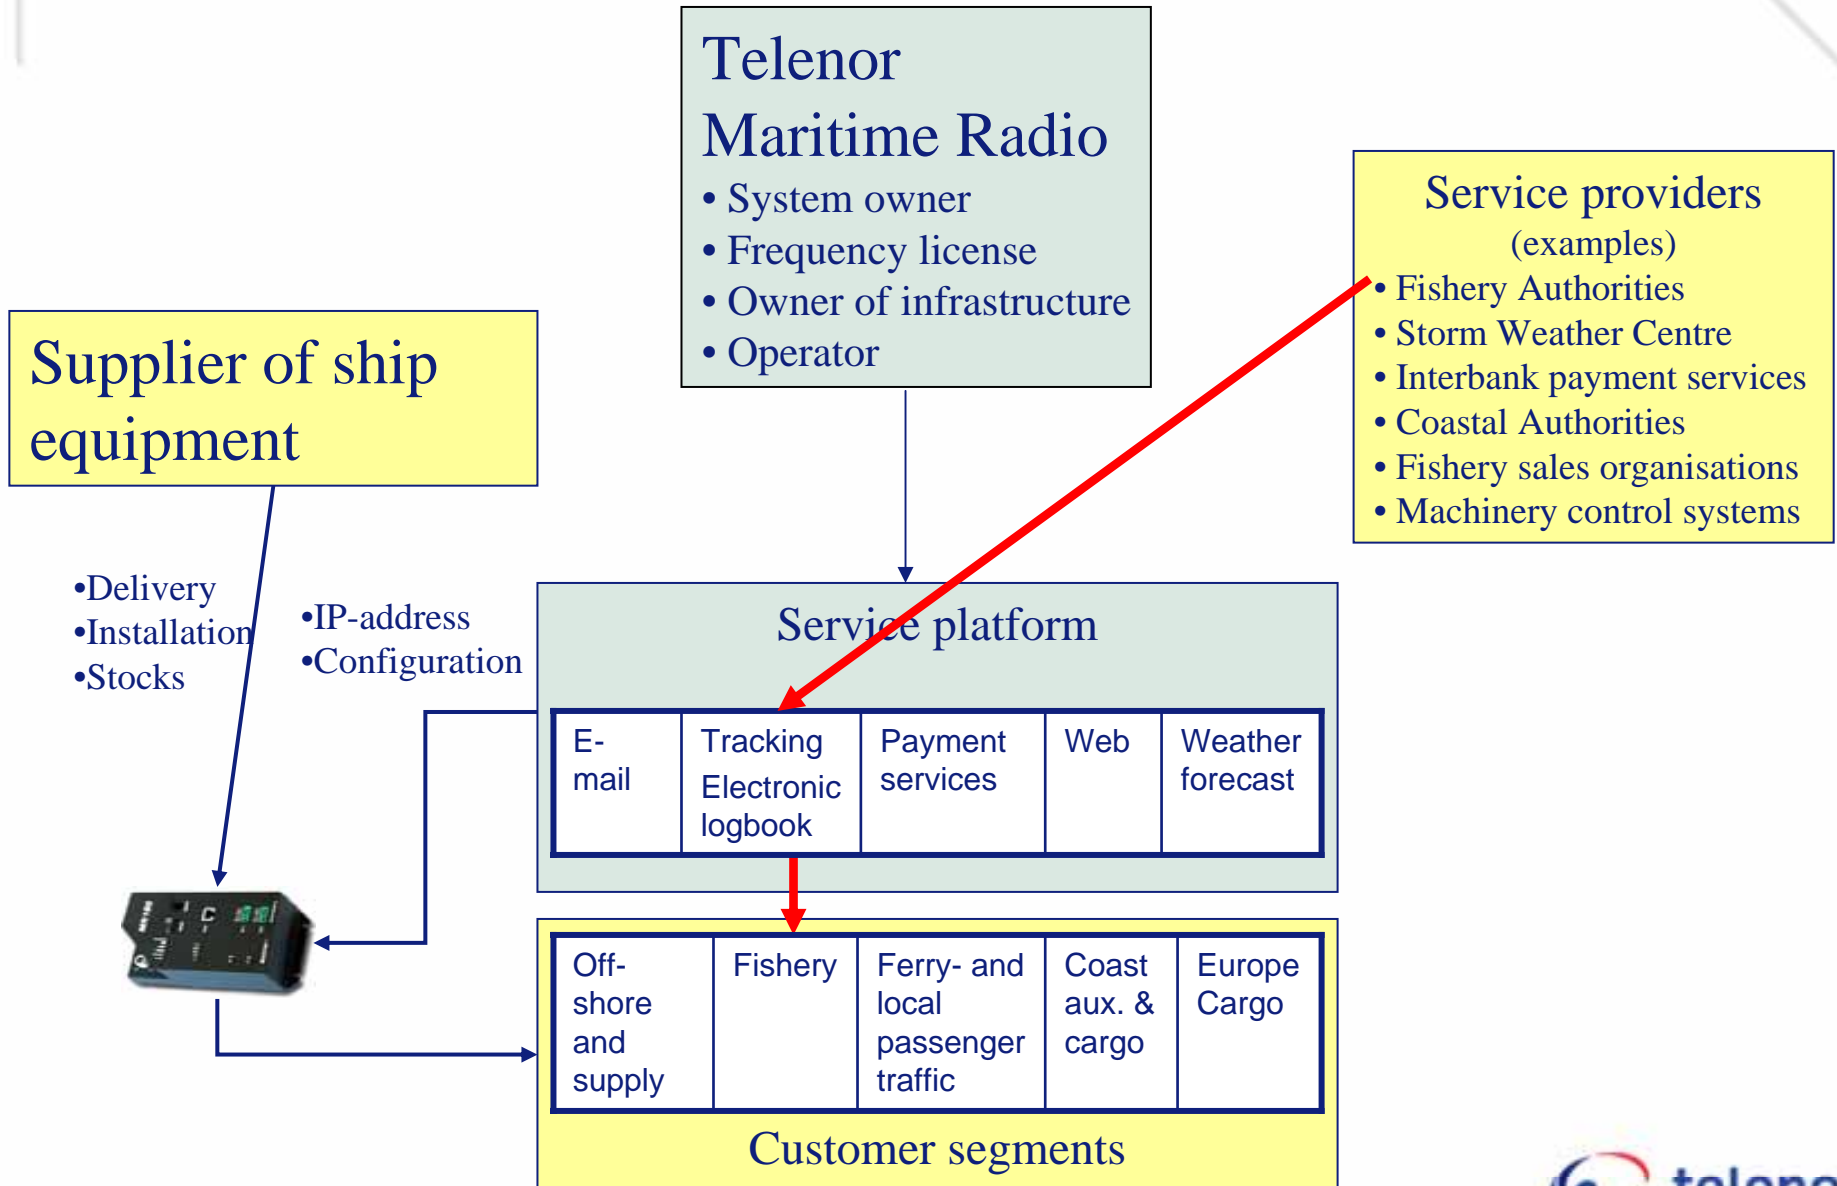 Telenor
Maritime Radio
• System owner
• Frequency license
• Owner of infrastructure
• Operator
Service providers
(examples)
• Fishery Authorities
• Storm Weather Centre
• Interbank payment services
• Coastal Authorities
• Fishery sales organisations
• Machinery control systems
Supplier of ship
equipment
•Delivery
•Installation
•Stocks
•IP-address
•Configuration
Service platform
E-
mail
Tracking
Electronic
logbook
Payment
services
Web
Weather
forecast
Off-
shore
and
supply
Fishery
Ferry- and
local
passenger
traffic
Coast
aux. &
cargo
Europe
Cargo
Customer segments